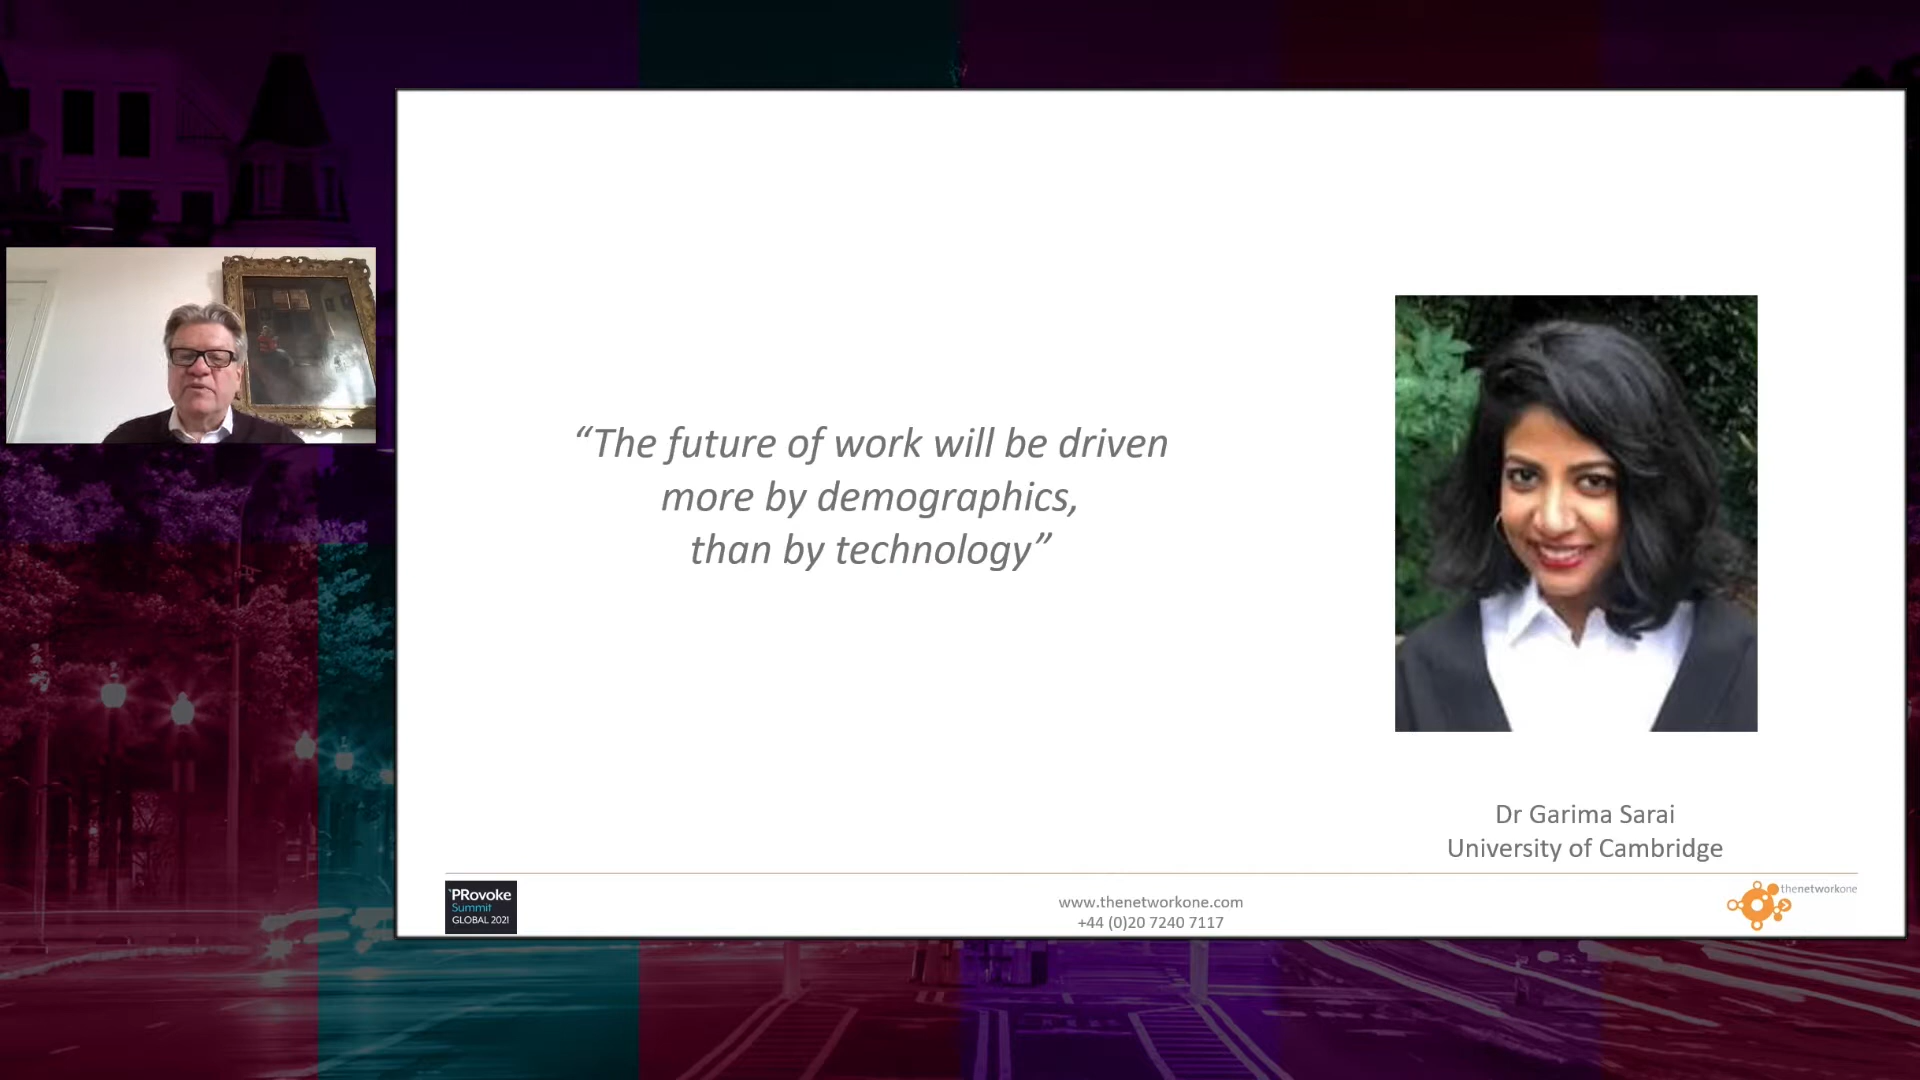 “The future of work will be driven
more by demographics,
than by technology”
Dr Garima Sarai
University of Cambridge
PRovoke
Summit
GLOBAL 2021
www.thenetworkone.com
+44 (0)20 7240 7117
thenetworkone